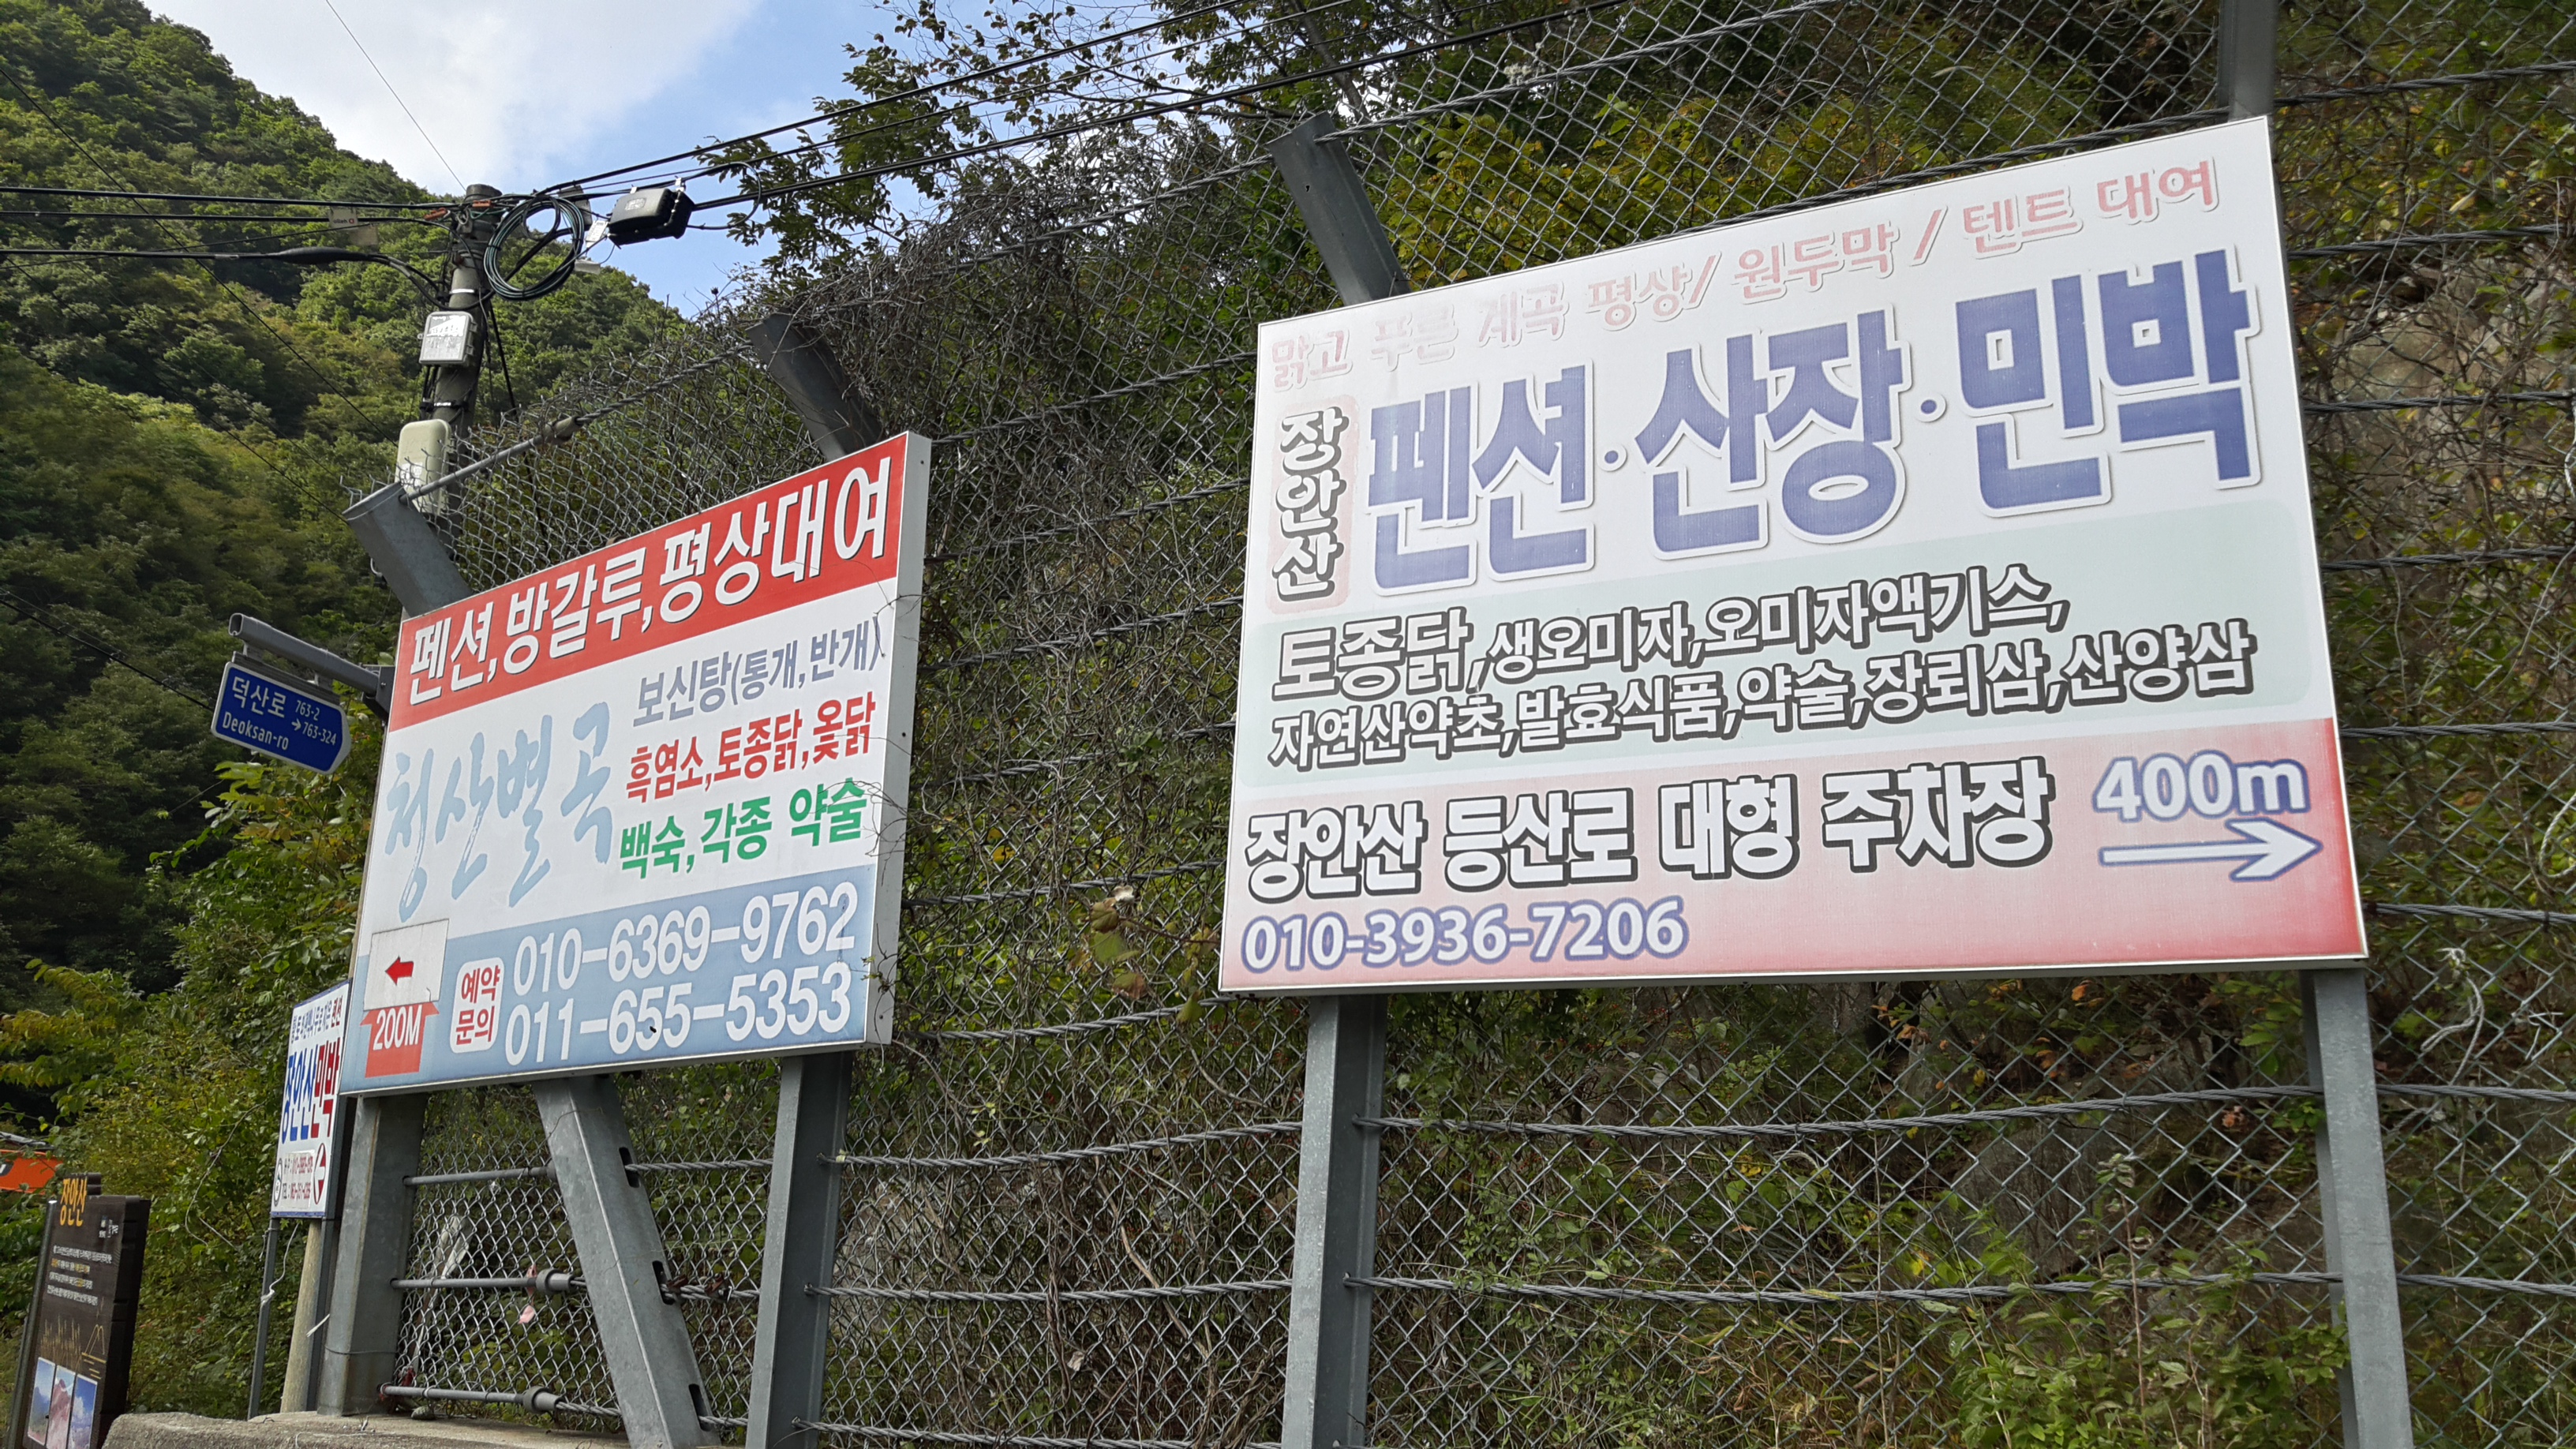 덕산로 763-2
Deoksan-ro →763-324
펜션,방갈루,평상대여
보신탕(통개,반개)
청산별곡
흑염소,토종닭,옻닭
백숙,각종 약술
200M
예약
문의
010-6369-9762
011-655-5353
맑고 푸른 계곡 평상/ 원두막 / 텐트 대여
장안산
펜션·산장·민박
토종닭,생오미자,오미자액기스,
자연산약초,발효식품,약술,장뢰삼,산양삼
장안산 등산로 대형 주차장
400m
010-3936-7206
장안산민박
장안산